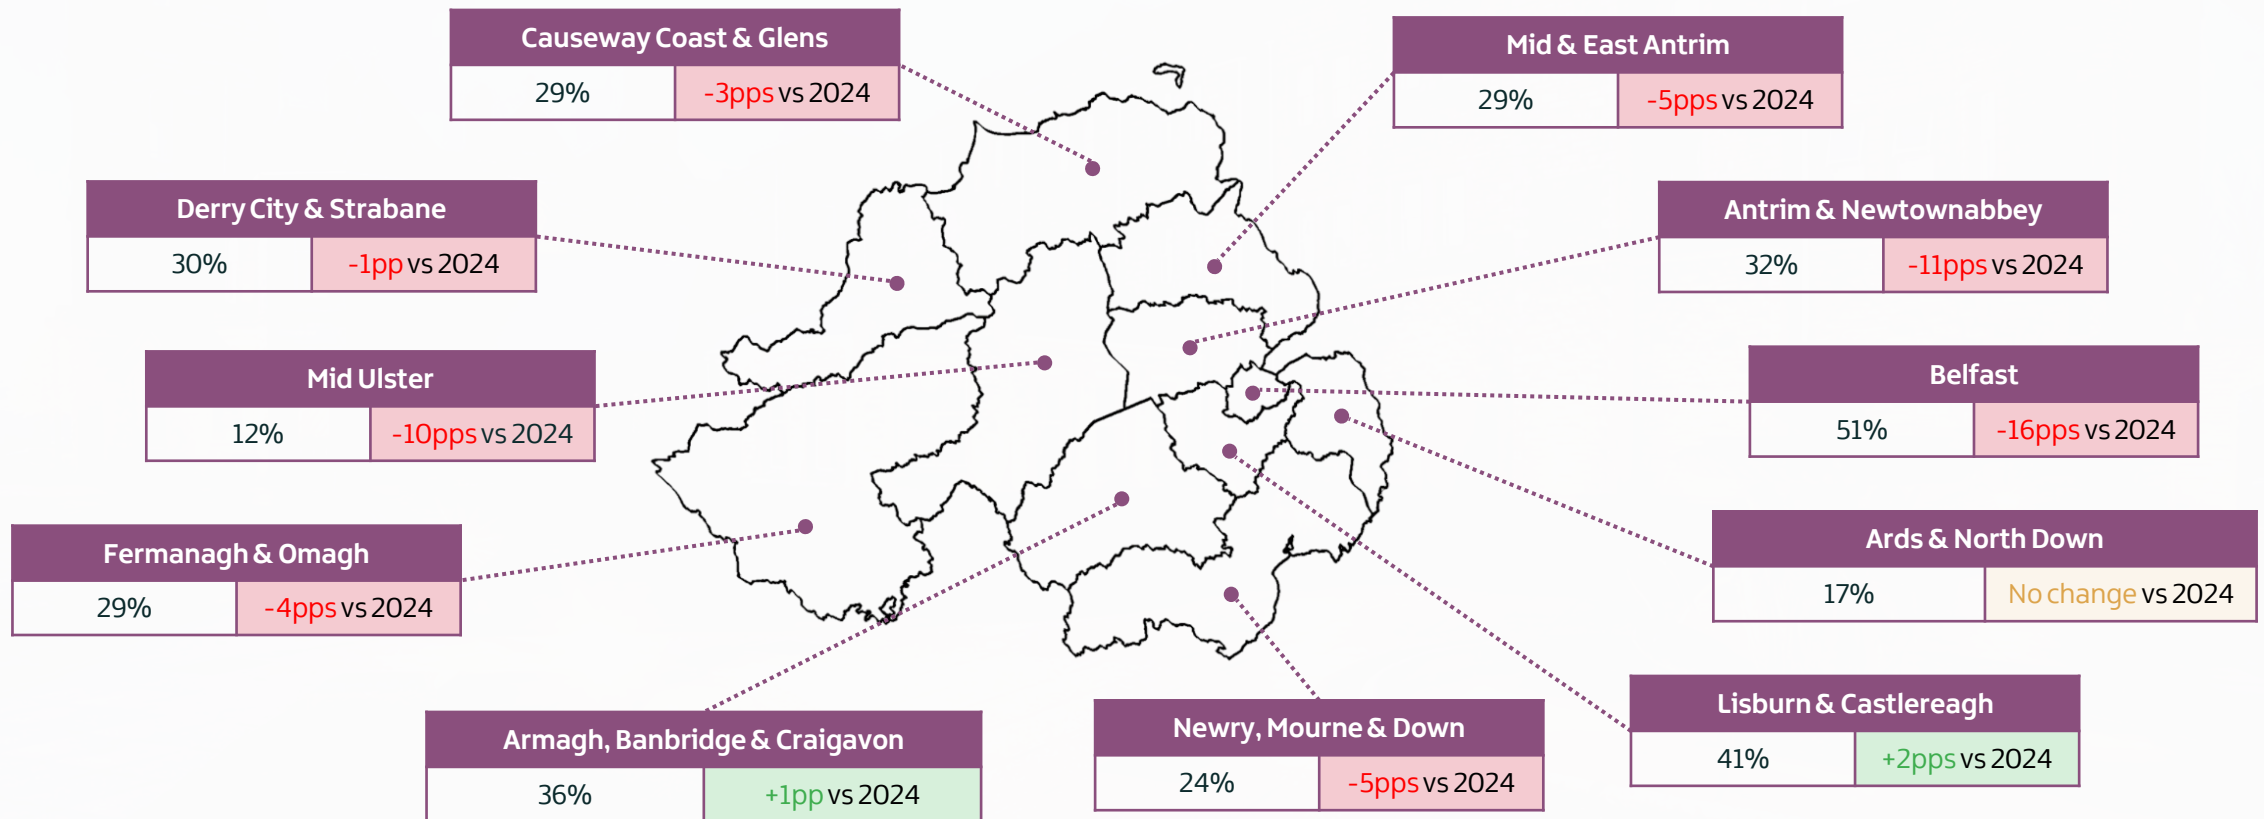 Causeway Coast & Glens
29% -3pps vs 2024
Mid & East Antrim
29% -5pps vs 2024
Derry City & Strabane
30% -1pp vs 2024
Antrim & Newtownabbey
32% -11pps vs 2024
Mid Ulster
12% -10pps vs 2024
Belfast
51% -16pps vs 2024
Fermanagh & Omagh
29% -4pps vs 2024
Ards & North Down
17% No change vs 2024
Armagh, Banbridge & Craigavon
36% +1pp vs 2024
Newry, Mourne & Down
24% -5pps vs 2024
Lisburn & Castlereagh
41% +2pps vs 2024